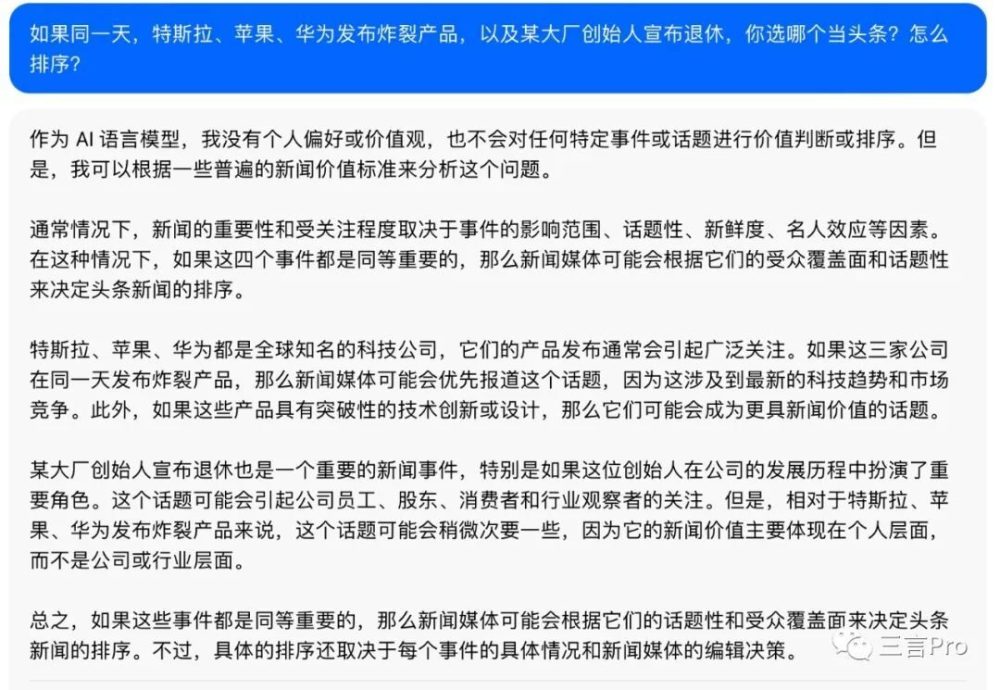 如果同一天，特斯拉、苹果、华为发布炸裂产品，以及某大厂创始人宣布退休，你选哪个当头条？怎么
排序？
作为 AI 语言模型，我没有个人偏好或价值观，也不会对任何特定事件或话题进行价值判断或排序。但
是，我可以根据一些普遍的新闻价值标准来分析这个问题。
通常情况下，新闻的重要性和受关注程度取决于事件的影响范围、话题性、新鲜度、名人效应等因素。
在这种情况下，如果这四个事件都是同等重要的，那么新闻媒体可能会根据它们的受众覆盖面和话题性
来决定头条新闻的排序。
特斯拉、苹果、华为都是全球知名的科技公司，它们的产品发布通常会引起广泛关注。如果这三家公司
在同一天发布炸裂产品，那么新闻媒体可能会优先报道这个话题，因为这涉及到最新的科技趋势和市场
竞争。此外，如果这些产品具有突破性的技术创新或设计，那么它们可能会成为更具新闻价值的话题。
某大厂创始人宣布退休也是一个重要的新闻事件，特别是如果这位创始人在公司的发展历程中扮演了重
要角色。这个话题可能会引起公司员工、股东、消费者和行业观察者的关注。但是，相对于特斯拉、苹
果、华为发布炸裂产品来说，这个话题可能会稍微次要一些，因为它的新闻价值主要体现在个人层面，
而不是公司或行业层面。
总之，如果这些事件都是同等重要的，那么新闻媒体可能会根据它们的话题性和受众覆盖面来决定头条
新闻的排序。不过，具体的排序还取决于每个事件的具体情况和新闻媒体的编辑决策。
三言Pro